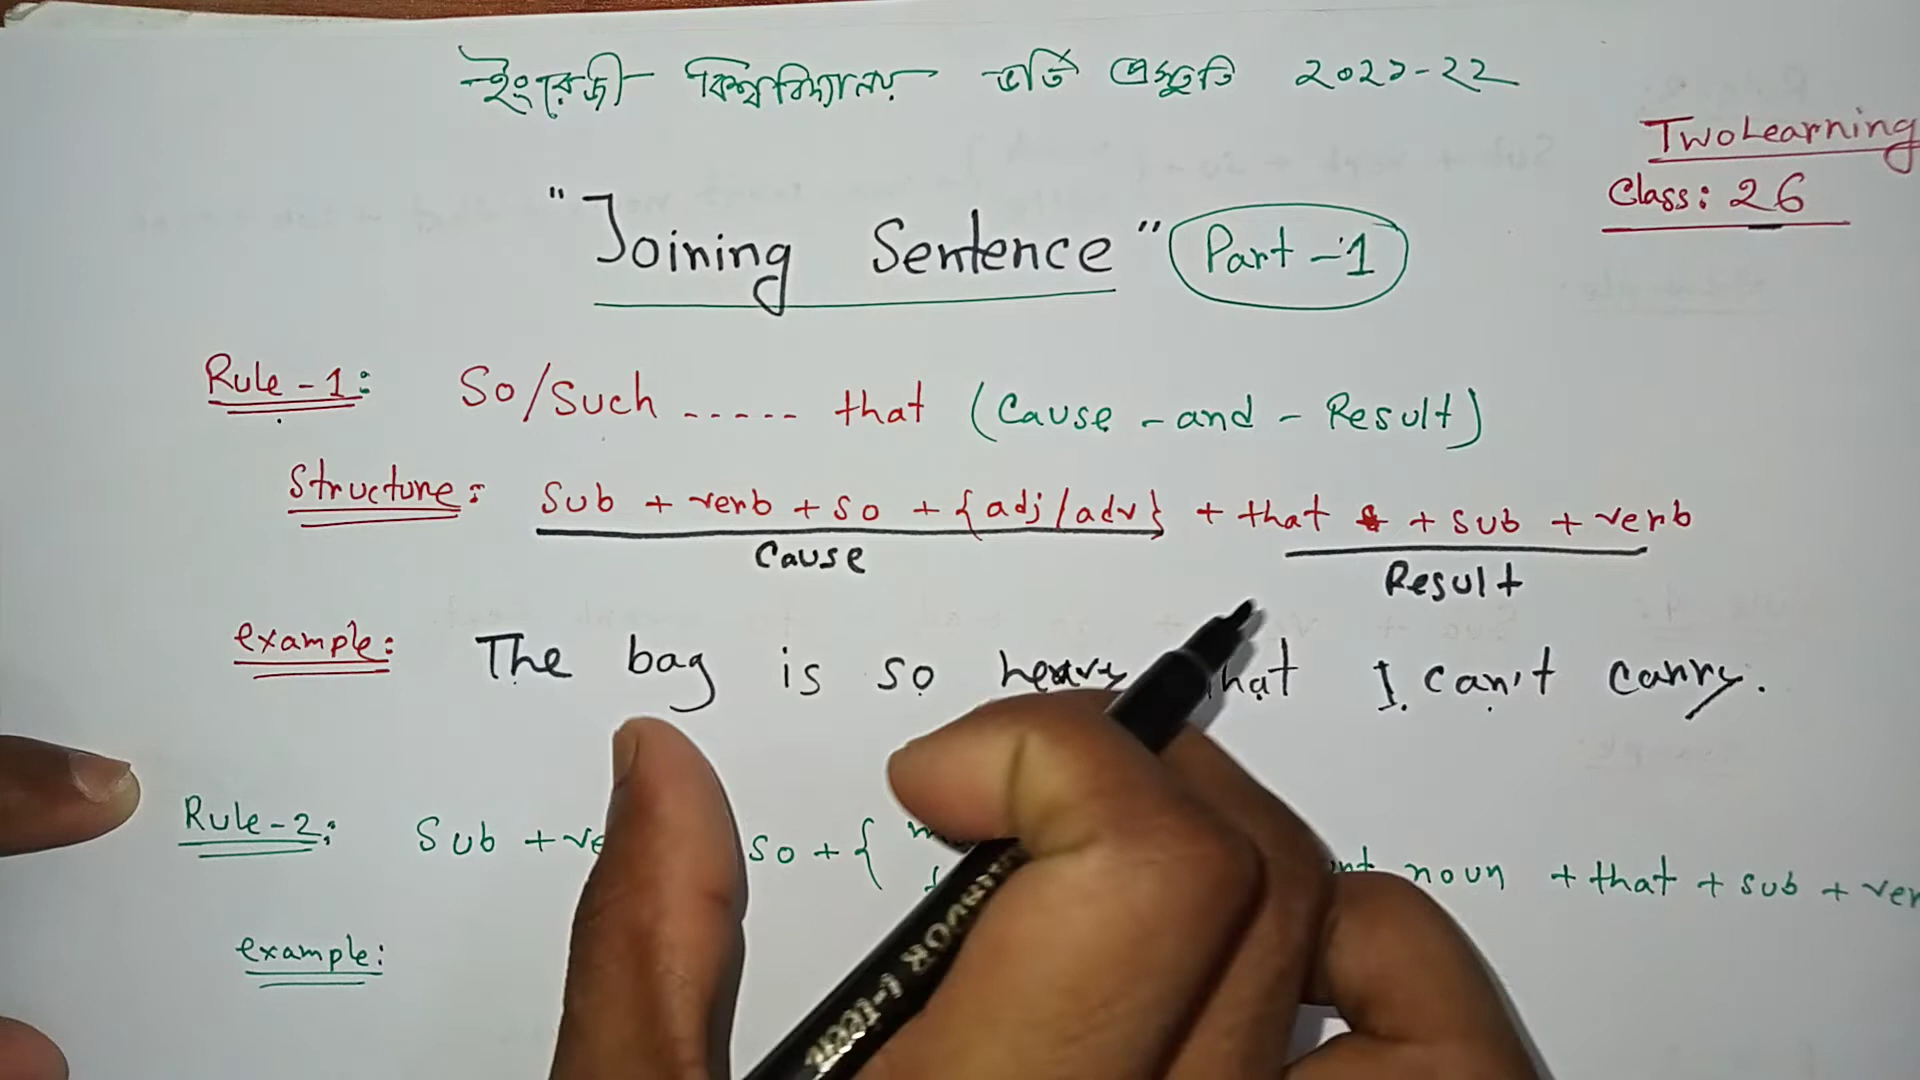 ইংরেজী বিশ্ববিদ্যালয় ভর্তি প্রস্তুতি ২০২১-২২
TwoLearning
Class: 26
"Joining Sentence" Part-1
Rule-1: So/Such ..... that (Cause-and-Result)
Structure: Sub + verb + so + {adj/adv} + that + sub + verb
Cause
Result
example: The bag is so heavy that I can't carry.
Rule-2: Sub + so + { noun + that + sub +
example: